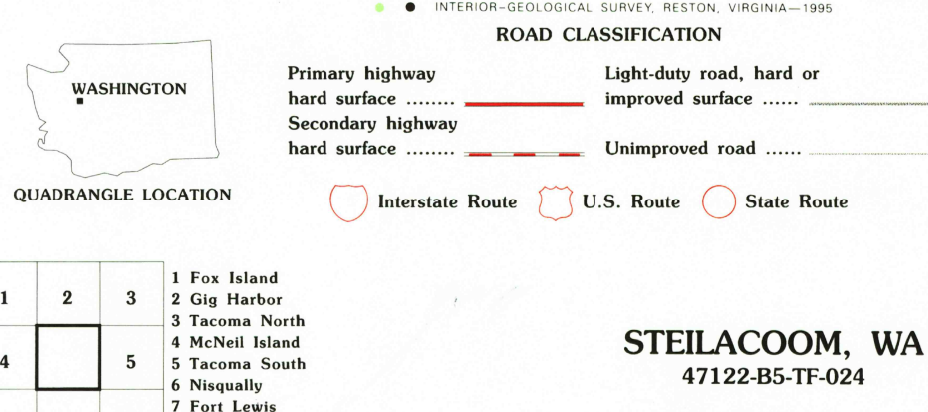 INTERIOR–GEOLOGICAL SURVEY, RESTON, VIRGINIA—1995
ROAD CLASSIFICATION
Primary highway
hard surface ........
Secondary highway
hard surface ........
Light-duty road, hard or
improved surface ......
Unimproved road ......
Interstate Route
U.S. Route
State Route
WASHINGTON
QUADRANGLE LOCATION
1 2 3
4 5
1 Fox Island
2 Gig Harbor
3 Tacoma North
4 McNeil Island
5 Tacoma South
6 Nisqually
7 Fort Lewis
STEILACOOM, WA
47122-B5-TF-024